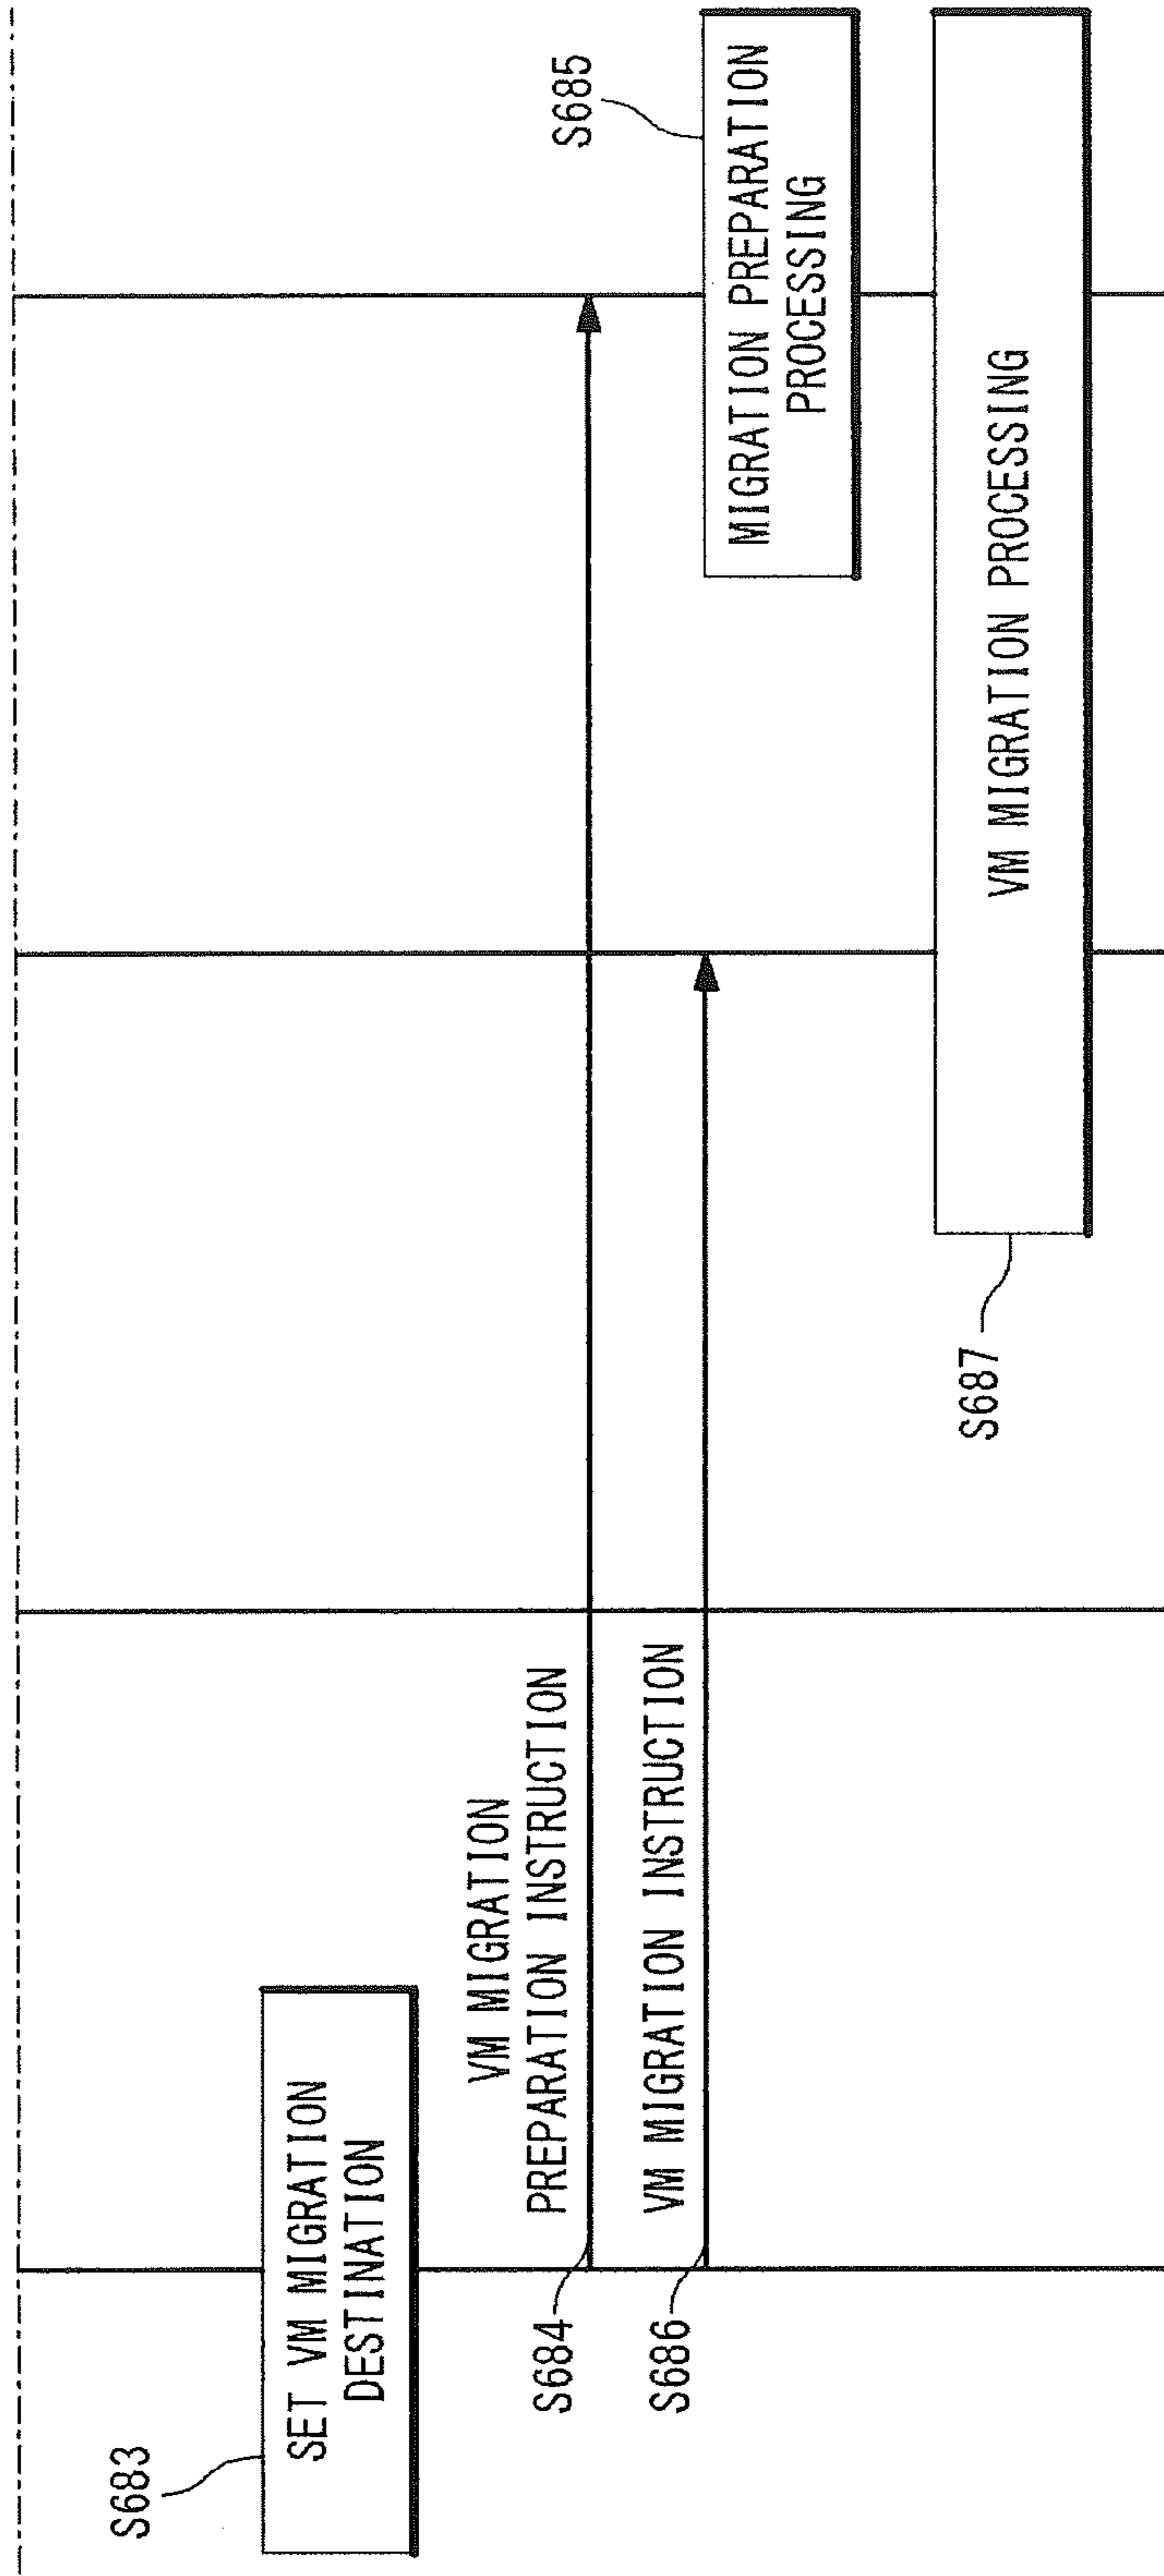 S683
SET VM MIGRATION
DESTINATION
VM MIGRATION
PREPARATION INSTRUCTION
S684
VM MIGRATION INSTRUCTION
S686
S685
MIGRATION PREPARATION
PROCESSING
VM MIGRATION PROCESSING
S687